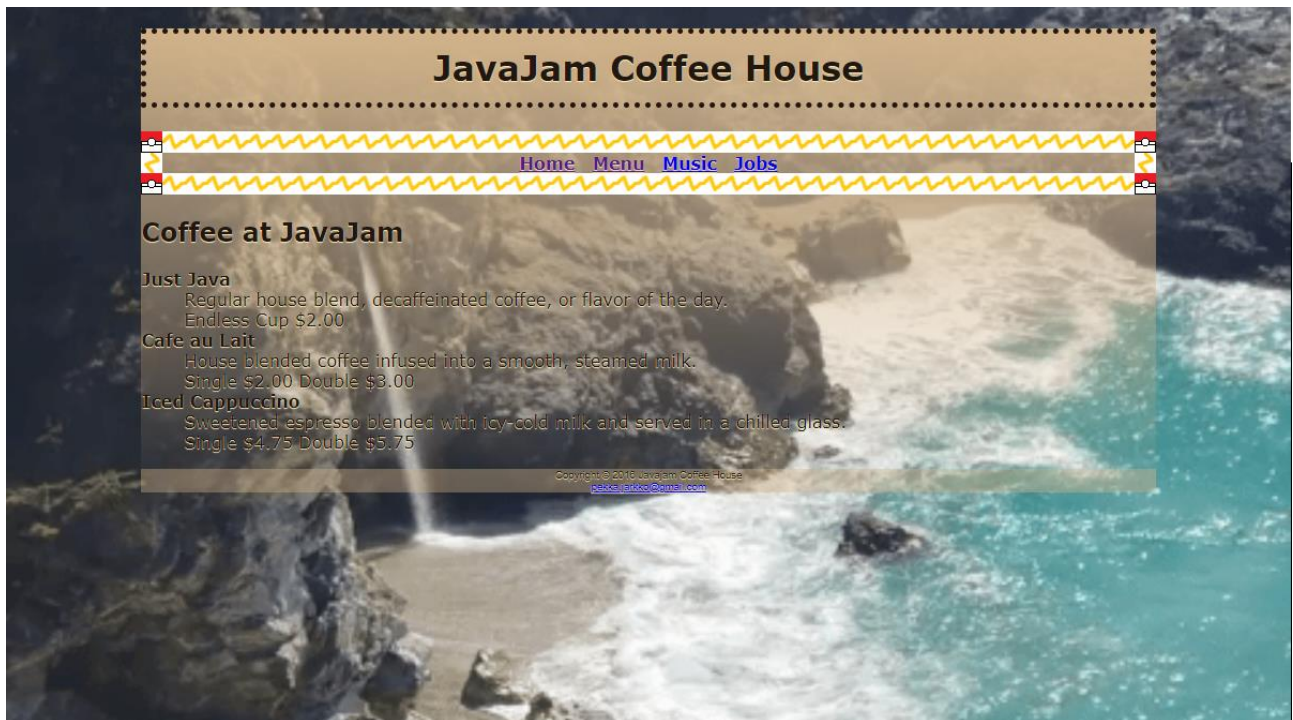 JavaJam Coffee House
Home Menu Music Jobs
Coffee at JavaJam
Just Java
Regular house blend, decaffeinated coffee, or flavor of the day.
Endless Cup $2.00
Cafe au Lait
House blended coffee infused into a smooth, steamed milk.
Single $2.00 Double $3.00
Iced Cappuccino
Sweetened espresso blended with icy-cold milk and served in a chilled glass.
Single $4.75 Double $5.75
Copyright © 2016 Javajam Coffee House